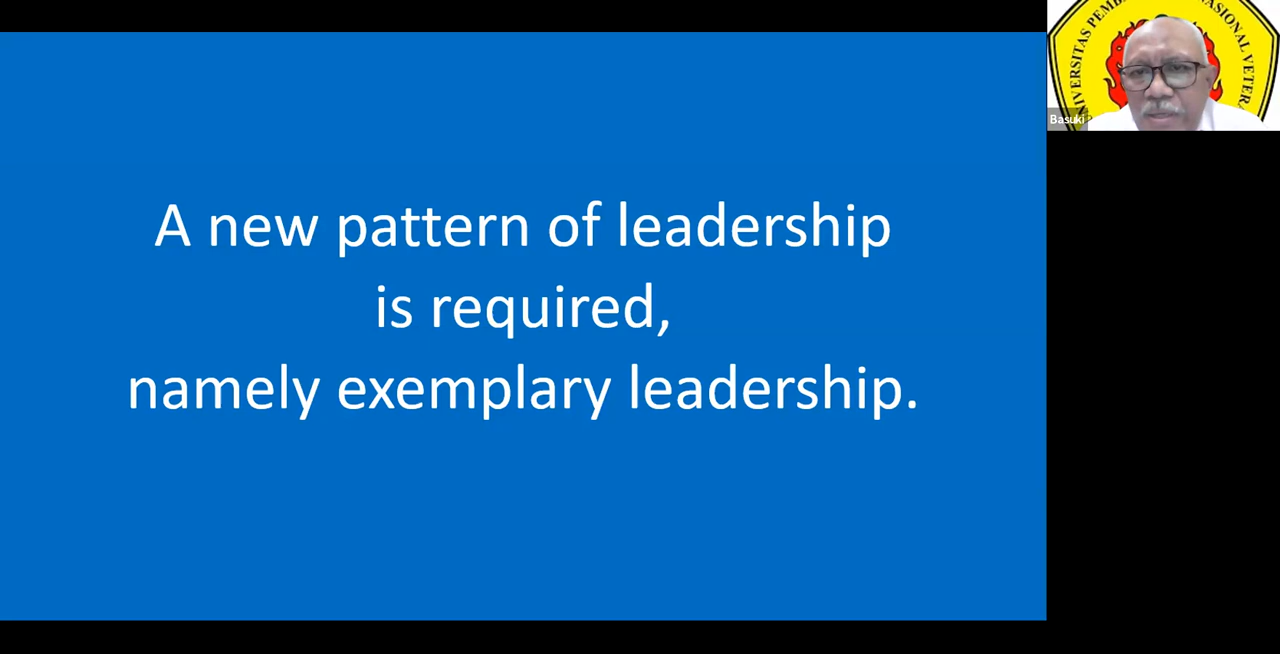 A new pattern of leadership
is required,
namely exemplary leadership.
Basuki